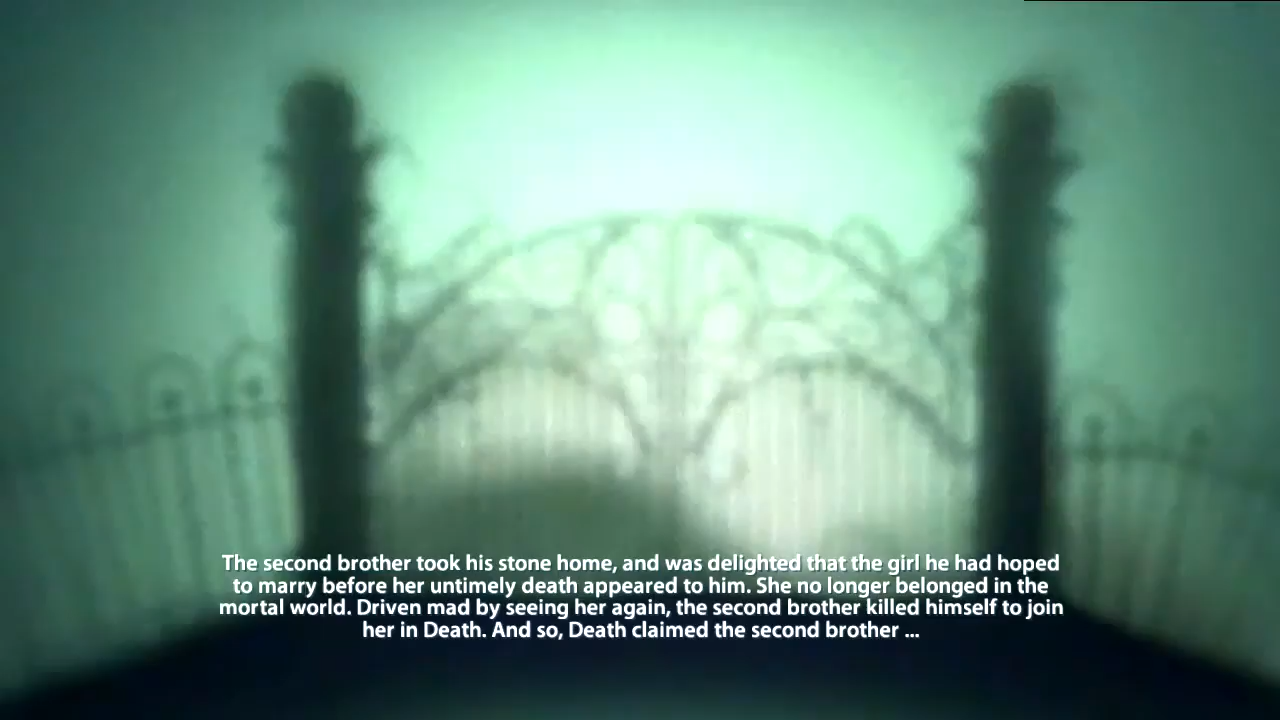 The second brother took his stone home, and was delighted that the girl he had hoped
to marry before her untimely death appeared to him. She no longer belonged in the
mortal world. Driven mad by seeing her again, the second brother killed himself to join
her in Death. And so, Death claimed the second brother ...